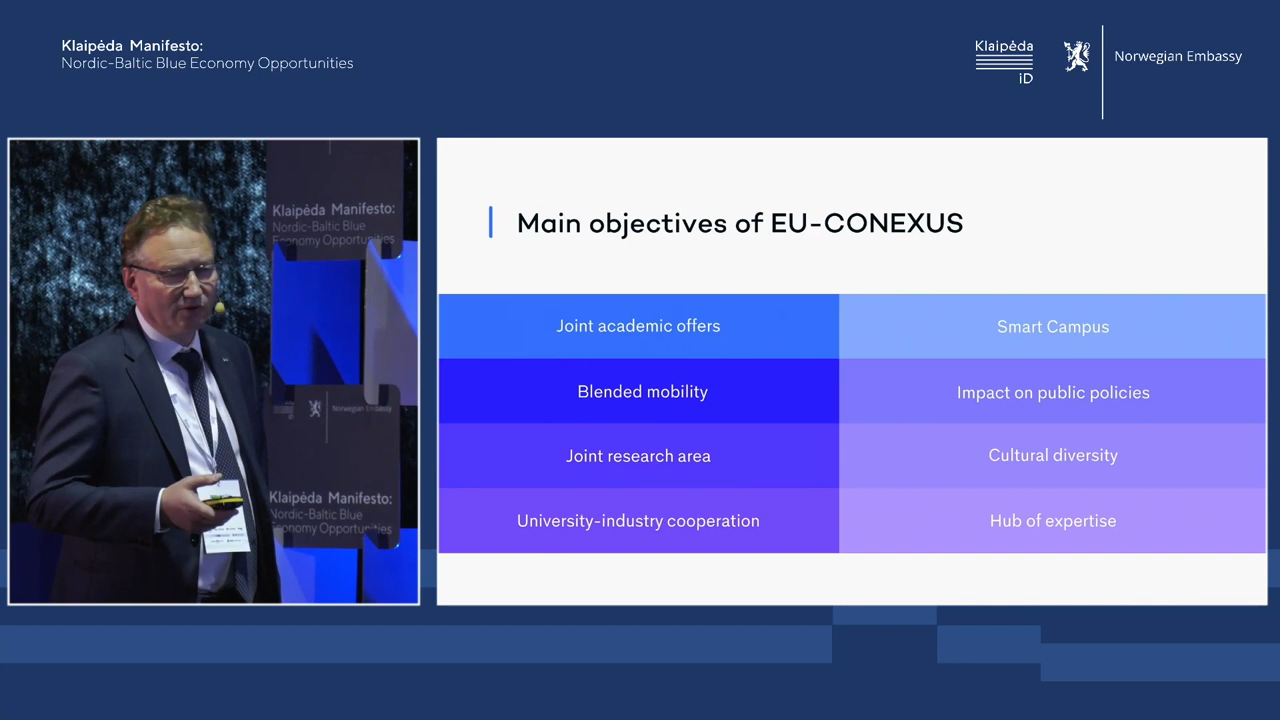 Klaipėda Manifesto:
Nordic-Baltic Blue Economy Opportunities
Klaipėda
iD
Norwegian Embassy
Klaipėda Manifesto:
Nordic-Baltic Blue
Economy Opportunities
Norwegian Embassy
Klaipėda Manifesto:
Nordic-Baltic Blue
Economy Opportunities
Main objectives of EU-CONEXUS
Joint academic offers
Smart Campus
Blended mobility
Impact on public policies
Joint research area
Cultural diversity
University-industry cooperation
Hub of expertise